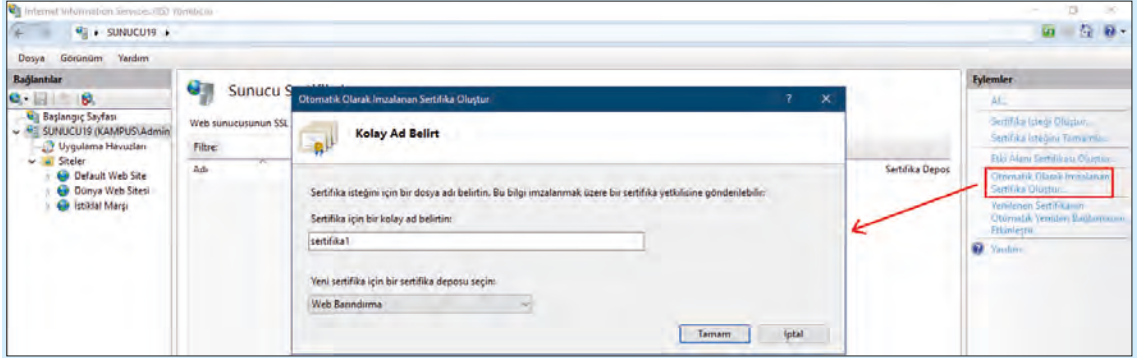 Internet Information Services (IIS) Yöneticisi
SUNUCU19
Dosya Görünüm Yardım
Bağlantılar
Başlangıç Sayfası
SUNUCU19 (KAMPUS\Admin
Uygulama Havuzları
Siteler
Default Web Site
Dünya Web Sitesi
İstiklal Marşı
Sunucu S
Web sunucusunun SSL
Filtre:
Adı
Sertifika Depos
Otomatik Olarak İmzalanan Sertifika Oluştur
Kolay Ad Belirt
Sertifika isteğini için bir dosya adı belirtin. Bu bilgi imzalanmak üzere bir sertifika yetkilisine gönderilebilir:
Sertifika için bir kolay ad belirtin:
sertifika1
Yeni sertifika için bir sertifika deposu seçin:
Web Barındırma
Tamam İptal
Eylemler
Al...
Sertifika İsteği Oluştur...
Sertifika İsteğini Tamamla...
Etki Alanı Sertifikası Oluştur...
Otomatik Olarak İmzalanan
Sertifika Oluştur...
Yenilenen Sertifikanın
Otomatik Yeniden Bağlanmasını
Etkinleştir
Yardım